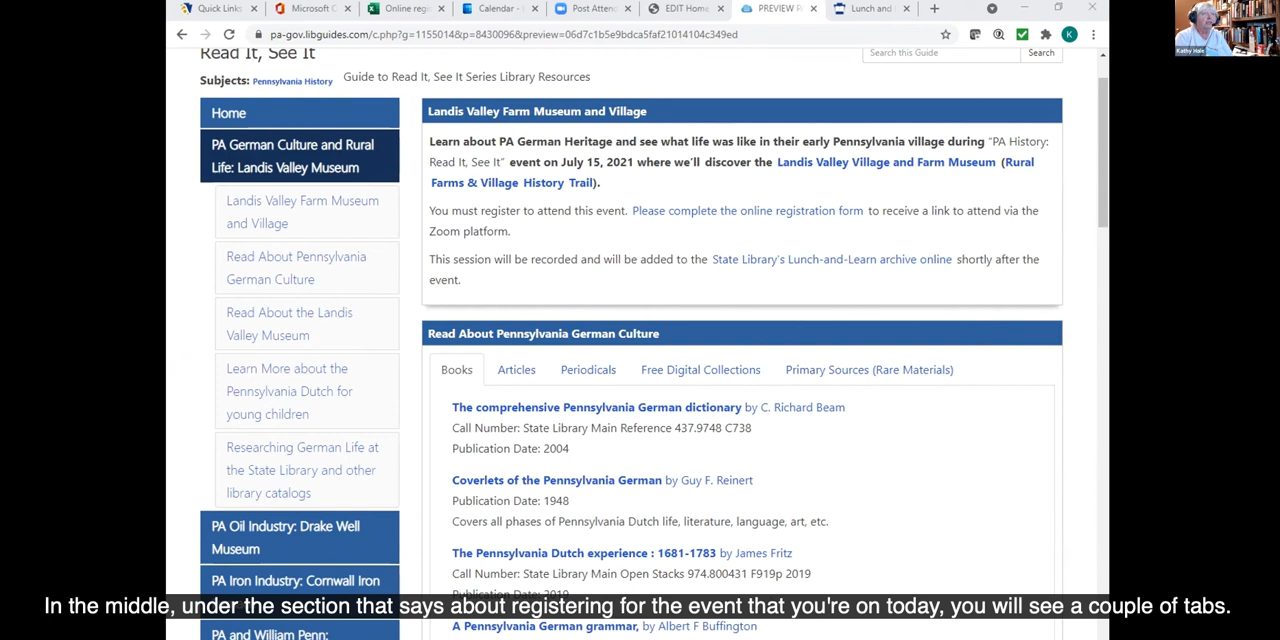 Quick Links
Microsoft O
Online regi
Calendar -
Post Attend
EDIT Home
PREVIEW R
Lunch and
pa-gov.libguides.com/c.php?g=1155014&p=8430096&preview=06d7c1b5e9bdca5faf21014104c349ed
K
Kathy Hale
Read It, See It
Search this Guide
Search
Subjects: Pennsylvania History
Guide to Read It, See It Series Library Resources
Home
PA German Culture and Rural
Life: Landis Valley Museum
Landis Valley Farm Museum
and Village
Read About Pennsylvania
German Culture
Read About the Landis
Valley Museum
Learn More about the
Pennsylvania Dutch for
young children
Researching German Life at
the State Library and other
library catalogs
PA Oil Industry: Drake Well
Museum
PA Iron Industry: Cornwall Iron
PA and William Penn:
Landis Valley Farm Museum and Village
Learn about PA German Heritage and see what life was like in their early Pennsylvania village during "PA History:
Read It, See It" event on July 15, 2021 where we'll discover the Landis Valley Village and Farm Museum (Rural
Farms & Village History Trail).
You must register to attend this event. Please complete the online registration form to receive a link to attend via the
Zoom platform.
This session will be recorded and will be added to the State Library's Lunch-and-Learn archive online shortly after the
event.
Read About Pennsylvania German Culture
Books
Articles
Periodicals
Free Digital Collections
Primary Sources (Rare Materials)
The comprehensive Pennsylvania German dictionary by C. Richard Beam
Call Number: State Library Main Reference 437.9748 C738
Publication Date: 2004
Coverlets of the Pennsylvania German by Guy F. Reinert
Publication Date: 1948
Covers all phases of Pennsylvania Dutch life, literature, language, art, etc.
The Pennsylvania Dutch experience : 1681-1783 by James Fritz
Call Number: State Library Main Open Stacks 974.800431 F919p 2019
Publication Date: 2019
A Pennsylvania German grammar, by Albert F Buffington
In the middle, under the section that says about registering for the event that you're on today, you will see a couple of tabs.